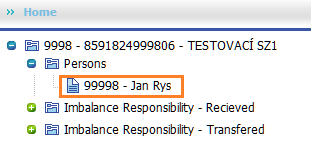 Home
9998 - 8591824999806 - TESTOVACÍ SZ1
Persons
99998 - Jan Rys
Imbalance Responsibility - Recieved
Imbalance Responsibility - Transfered